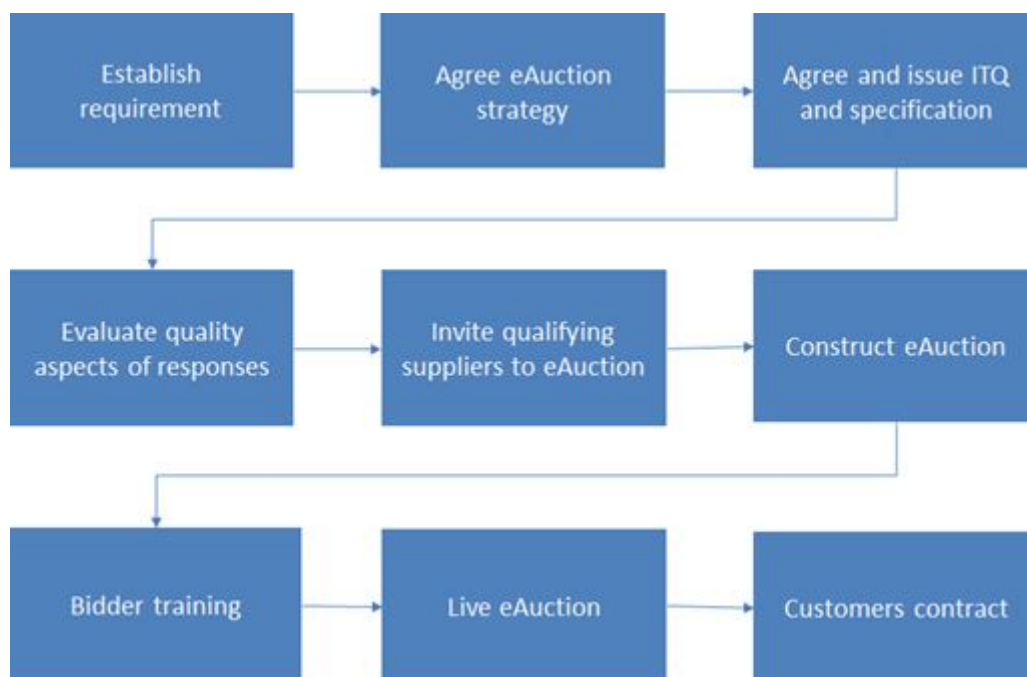 Establish
requirement
Agree eAuction
strategy
Agree and issue ITQ
and specification
Evaluate quality
aspects of responses
Invite qualifying
suppliers to eAuction
Construct eAuction
Bidder training
Live eAuction
Customers contract